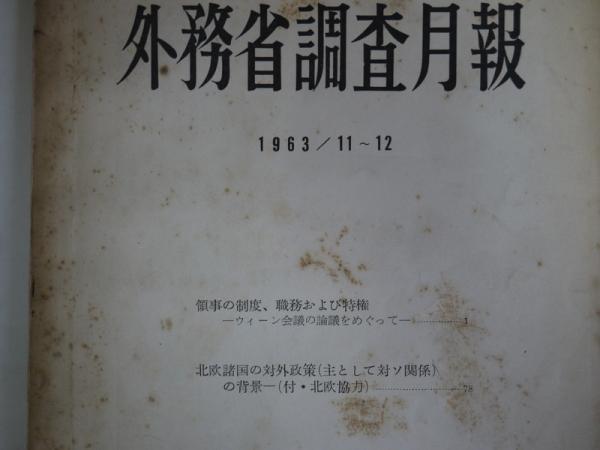 外務省調査月報
1963/11～12
領事の制度、職務および特権
―ウィーン会議の論議をめぐって―……………1
北欧諸国の対外政策(主として対ソ関係)
の背景―(付・北欧協力)……………………78